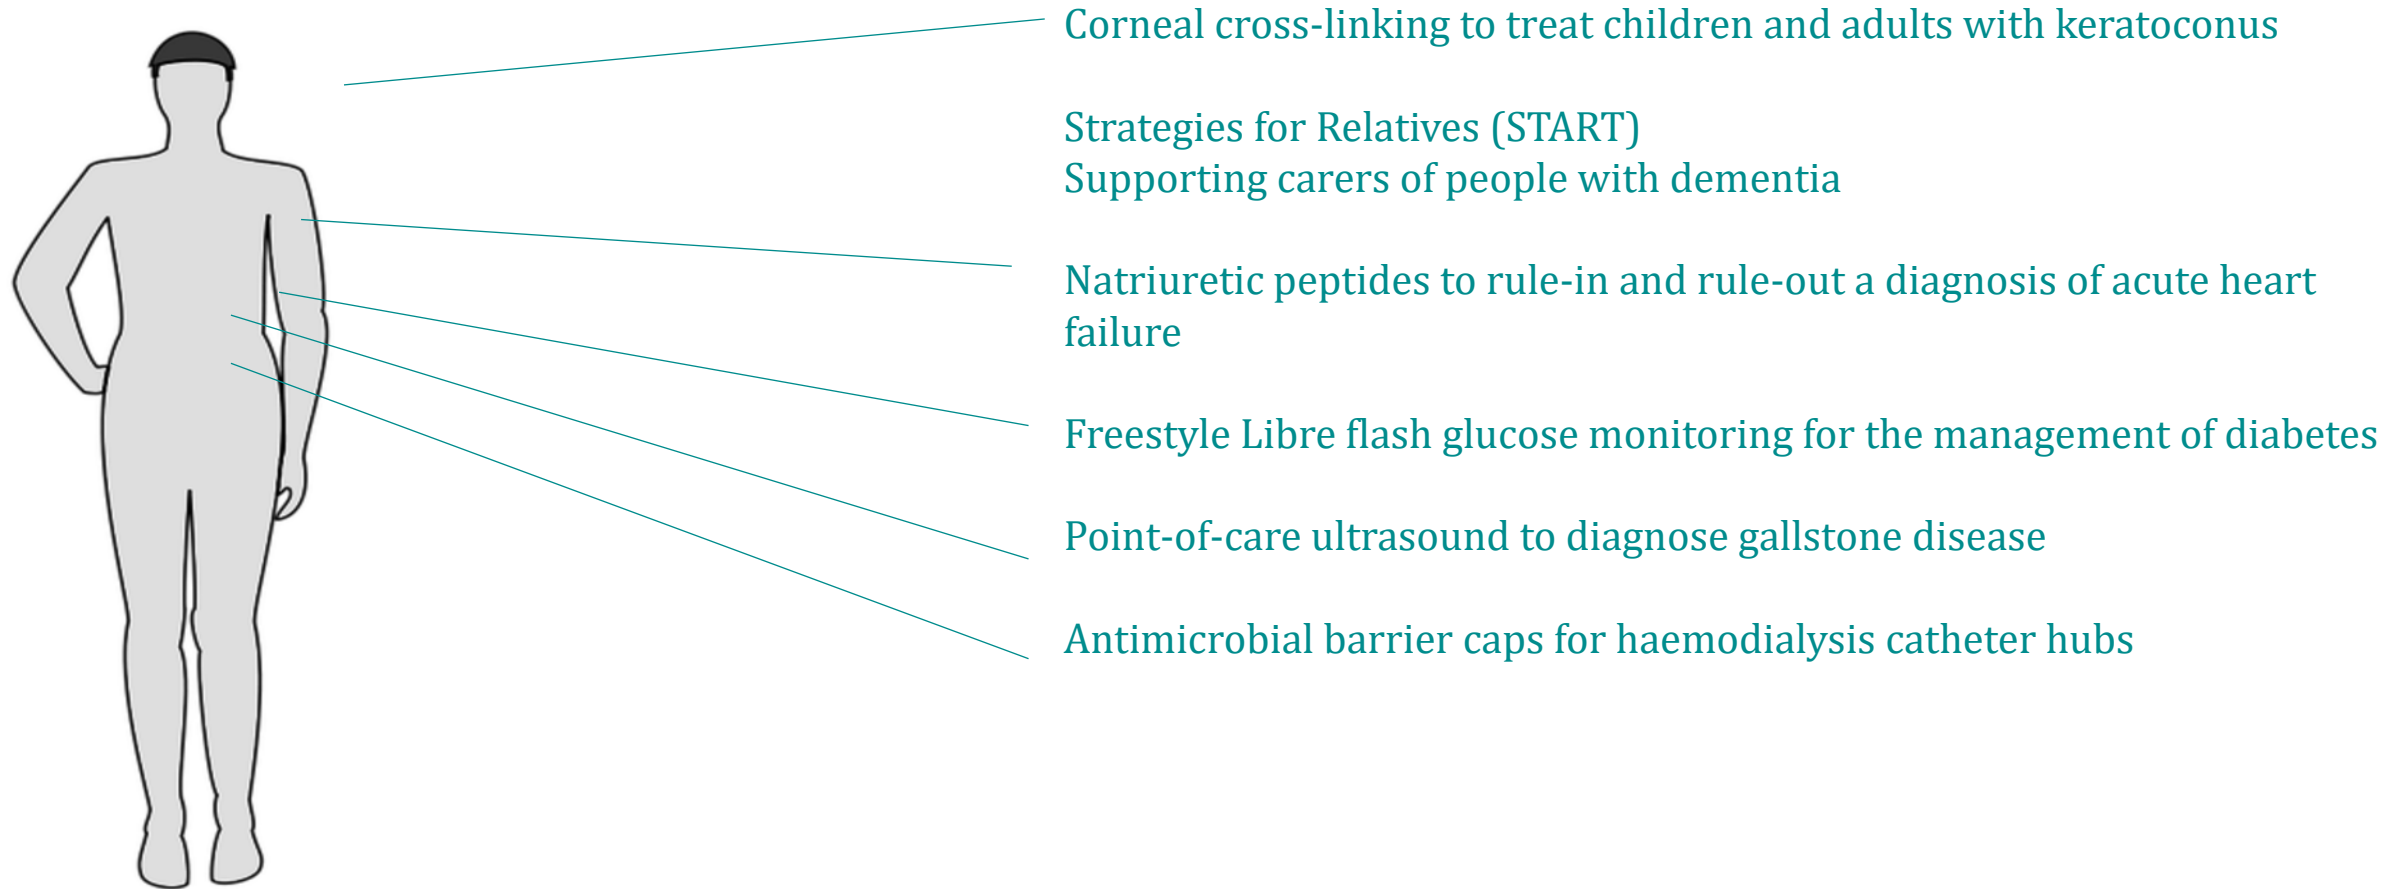 Corneal cross-linking to treat children and adults with keratoconus
Strategies for Relatives (START)
Supporting carers of people with dementia
Natriuretic peptides to rule-in and rule-out a diagnosis of acute heart
failure
Freestyle Libre flash glucose monitoring for the management of diabetes
Point-of-care ultrasound to diagnose gallstone disease
Antimicrobial barrier caps for haemodialysis catheter hubs